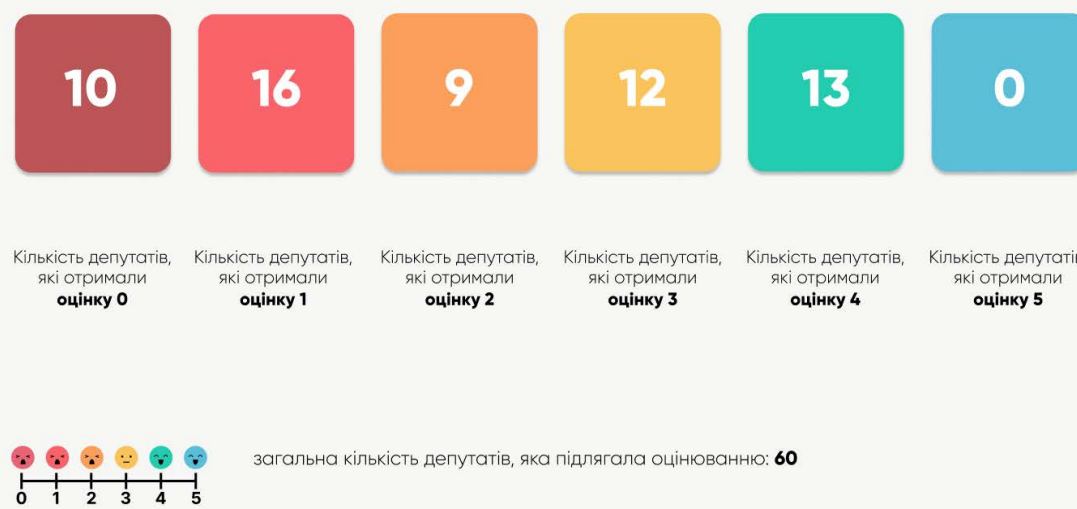 10
16
9
12
13
0
Кількість депутатів,
які отримали
оцінку 0
Кількість депутатів,
які отримали
оцінку 1
Кількість депутатів,
які отримали
оцінку 2
Кількість депутатів,
які отримали
оцінку 3
Кількість депутатів,
які отримали
оцінку 4
Кількість депутаті
які отримали
оцінку 5
загальна кількість депутатів, яка підлягала оцінюванню: 60
0 1 2 3 4 5